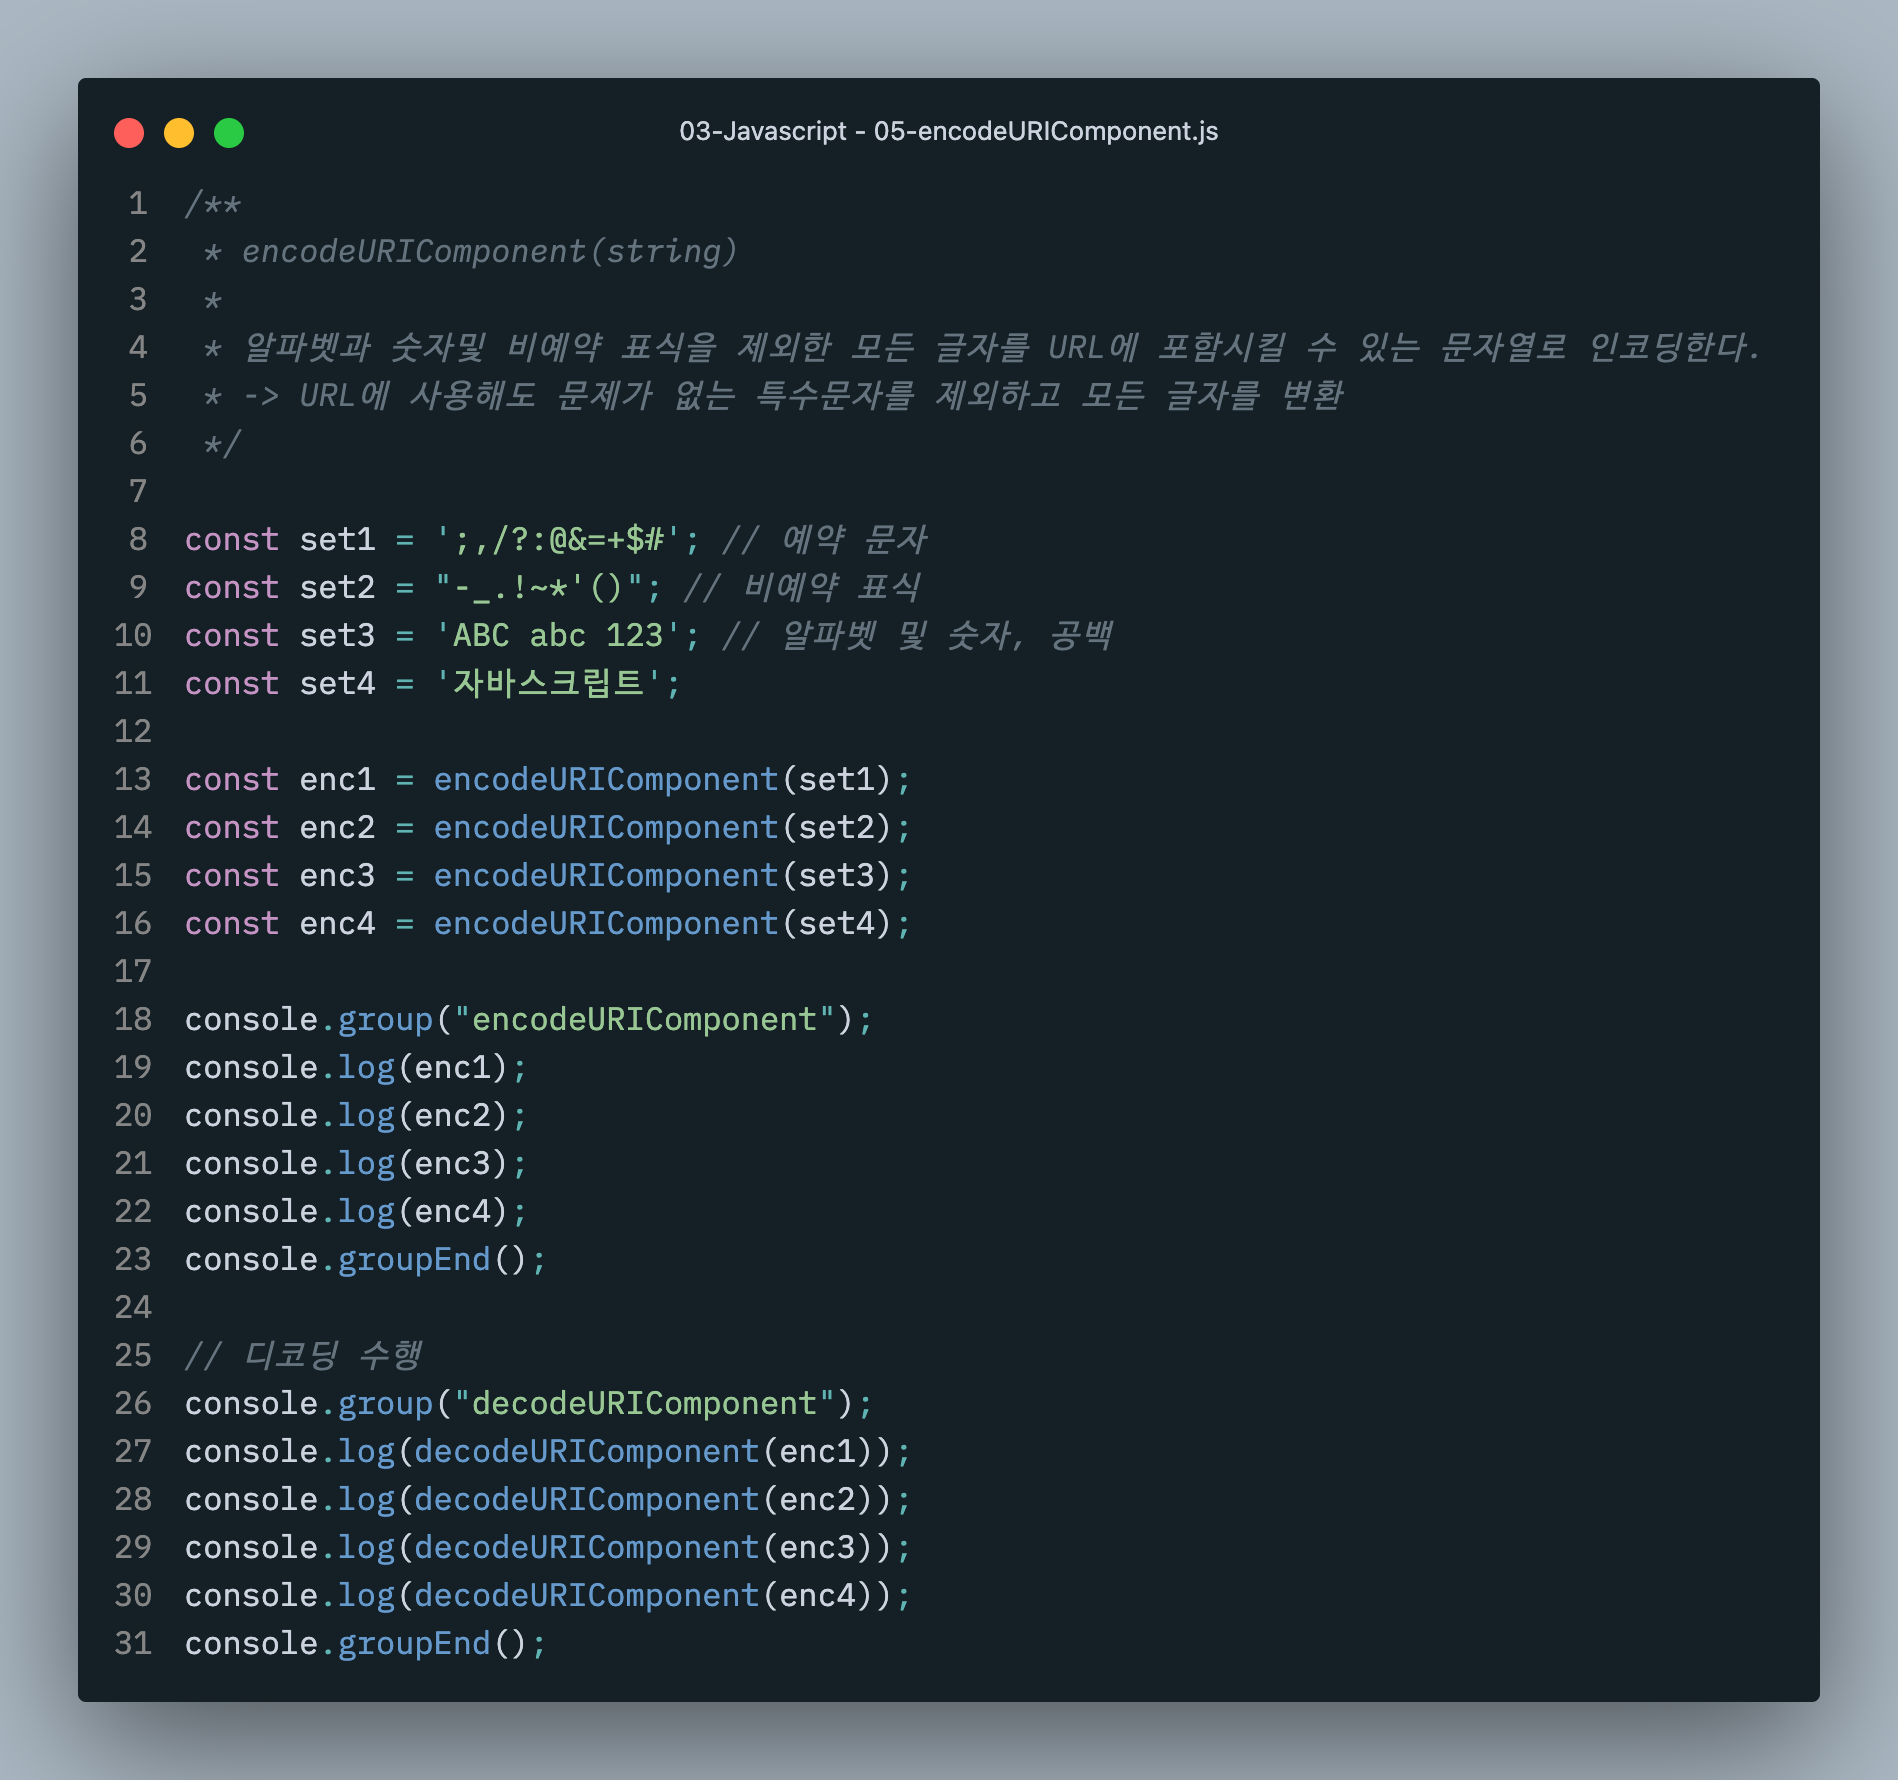 03-Javascript - 05-encodeURIComponent.js
1 /**
2  * encodeURIComponent(string)
3  *
4  * 알파벳과 숫자및 비예약 표식을 제외한 모든 글자를 URL에 포함시킬 수 있는 문자열로 인코딩한다.
5  * -> URL에 사용해도 문제가 없는 특수문자를 제외하고 모든 글자를 변환
6  */
7
8 const set1 = ';,/?:@&=+$#'; // 예약 문자
9 const set2 = "-_.!~*'()"; // 비예약 표식
10 const set3 = 'ABC abc 123'; // 알파벳 및 숫자, 공백
11 const set4 = '자바스크립트';
12
13 const enc1 = encodeURIComponent(set1);
14 const enc2 = encodeURIComponent(set2);
15 const enc3 = encodeURIComponent(set3);
16 const enc4 = encodeURIComponent(set4);
17
18 console.group("encodeURIComponent");
19 console.log(enc1);
20 console.log(enc2);
21 console.log(enc3);
22 console.log(enc4);
23 console.groupEnd();
24
25 // 디코딩 수행
26 console.group("decodeURIComponent");
27 console.log(decodeURIComponent(enc1));
28 console.log(decodeURIComponent(enc2));
29 console.log(decodeURIComponent(enc3));
30 console.log(decodeURIComponent(enc4));
31 console.groupEnd();